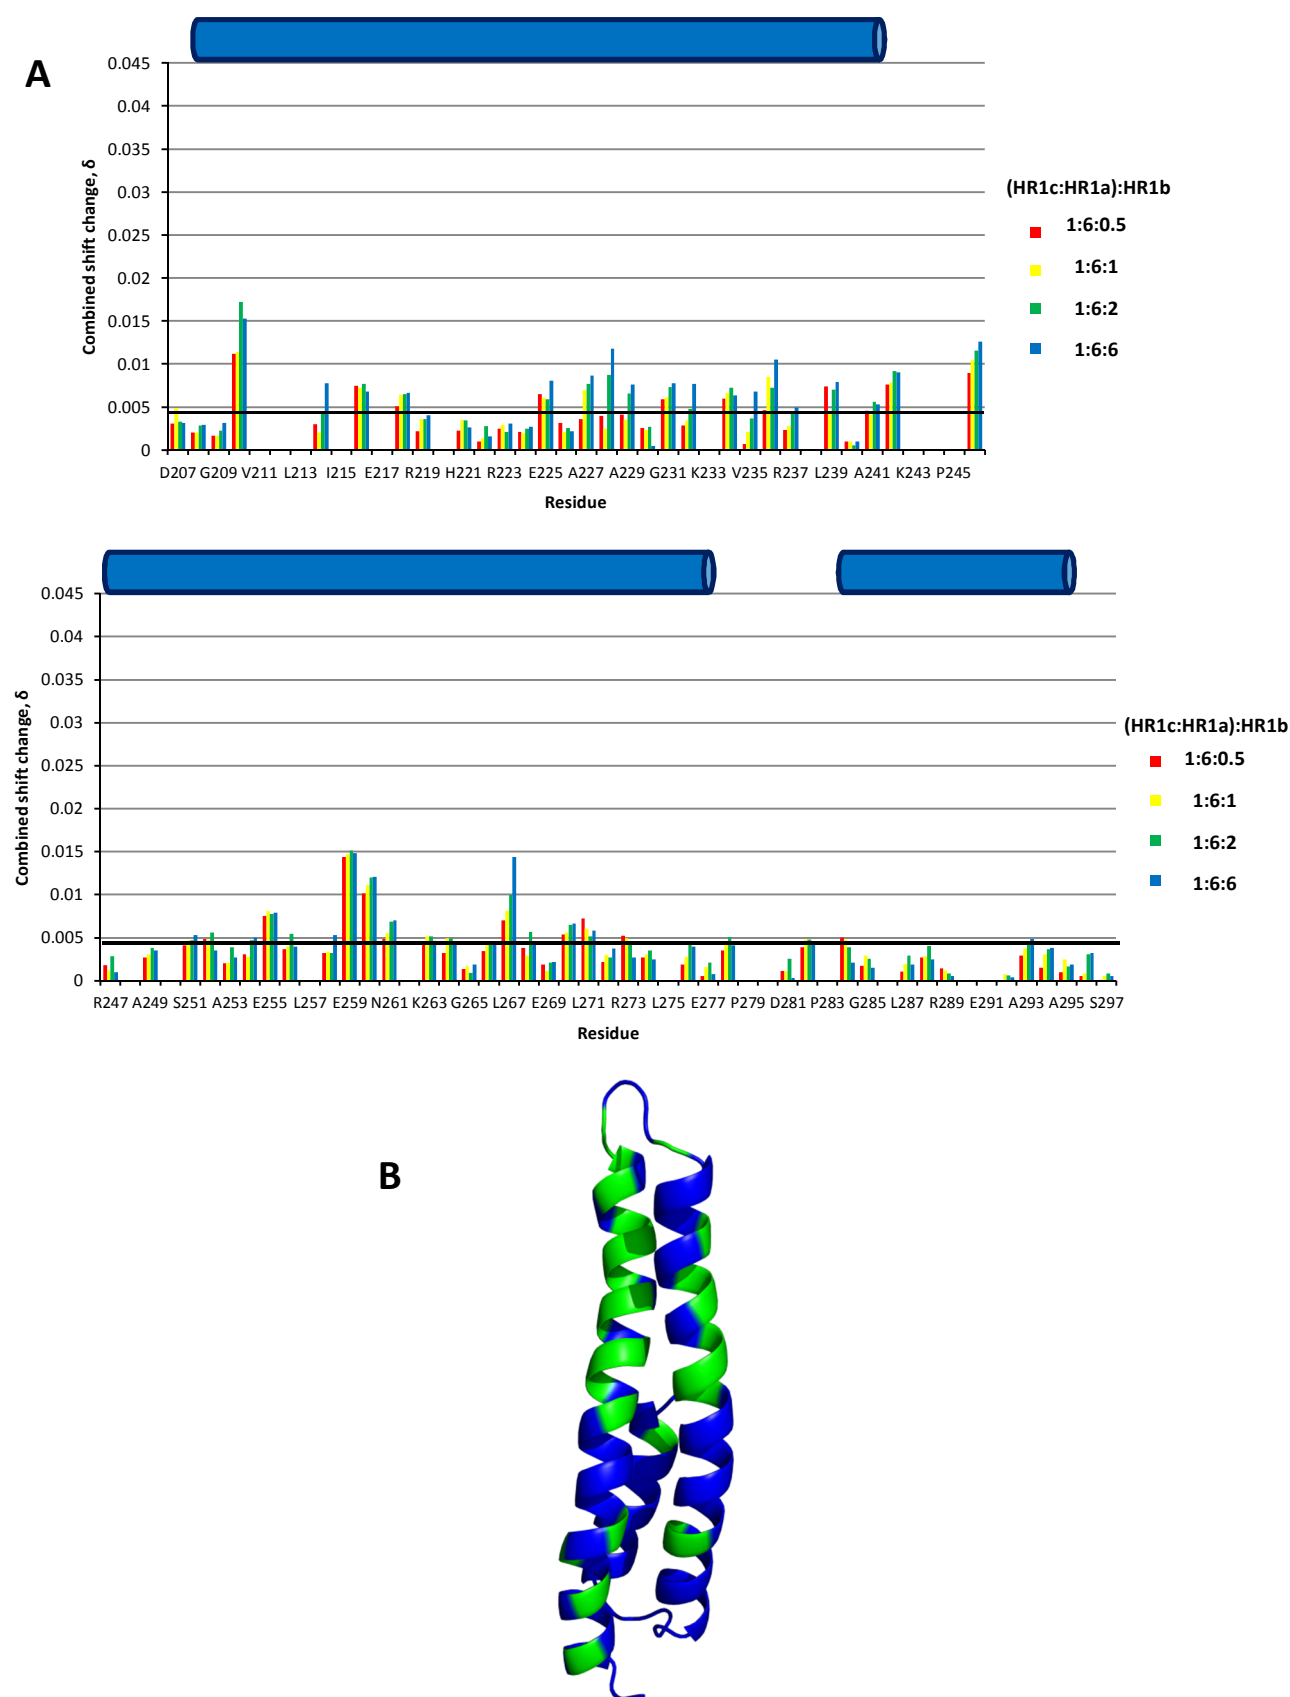 A
0.045
0.04
0.035
0.03
0.025
0.02
0.015
0.01
0.005
0
Combined shift change, δ
D207 G209 V211 L213 I215 E217 R219 H221 R223 E225 A227 A229 G231 K233 V235 R237 L239 A241 K243 P245
Residue
(HR1c:HR1a):HR1b
1:6:0.5
1:6:1
1:6:2
1:6:6
0.045
0.04
0.035
0.03
0.025
0.02
0.015
0.01
0.005
0
Combined shift change, δ
R247 A249 S251 A253 E255 L257 E259 N261 K263 G265 L267 E269 L271 R273 L275 E277 P279 D281 P283 G285 L287 R289 E291 A293 A295 S297
Residue
(HR1c:HR1a):HR1b
1:6:0.5
1:6:1
1:6:2
1:6:6
B